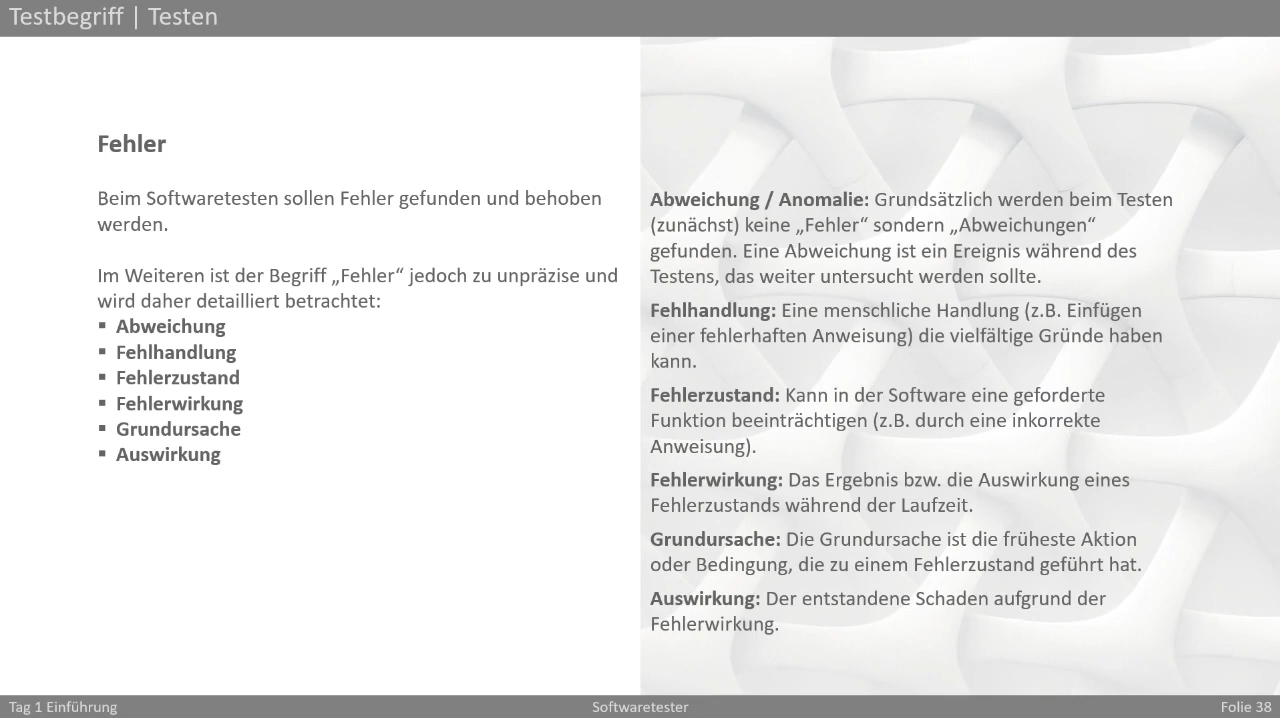 Testbegriff | Testen
Fehler
Beim Softwaretesten sollen Fehler gefunden und behoben
werden.
Im Weiteren ist der Begriff „Fehler“ jedoch zu unpräzise und
wird daher detailliert betrachtet:
▪ Abweichung
▪ Fehlhandlung
▪ Fehlerzustand
▪ Fehlerwirkung
▪ Grundursache
▪ Auswirkung
Abweichung / Anomalie: Grundsätzlich werden beim Testen
(zunächst) keine „Fehler“ sondern „Abweichungen“
gefunden. Eine Abweichung ist ein Ereignis während des
Testens, das weiter untersucht werden sollte.
Fehlhandlung: Eine menschliche Handlung (z.B. Einfügen
einer fehlerhaften Anweisung) die vielfältige Gründe haben
kann.
Fehlerzustand: Kann in der Software eine geforderte
Funktion beeinträchtigen (z.B. durch eine inkorrekte
Anweisung).
Fehlerwirkung: Das Ergebnis bzw. die Auswirkung eines
Fehlerzustands während der Laufzeit.
Grundursache: Die Grundursache ist die früheste Aktion
oder Bedingung, die zu einem Fehlerzustand geführt hat.
Auswirkung: Der entstandene Schaden aufgrund der
Fehlerwirkung.
Tag 1 Einführung
Softwaretester
Folie 38